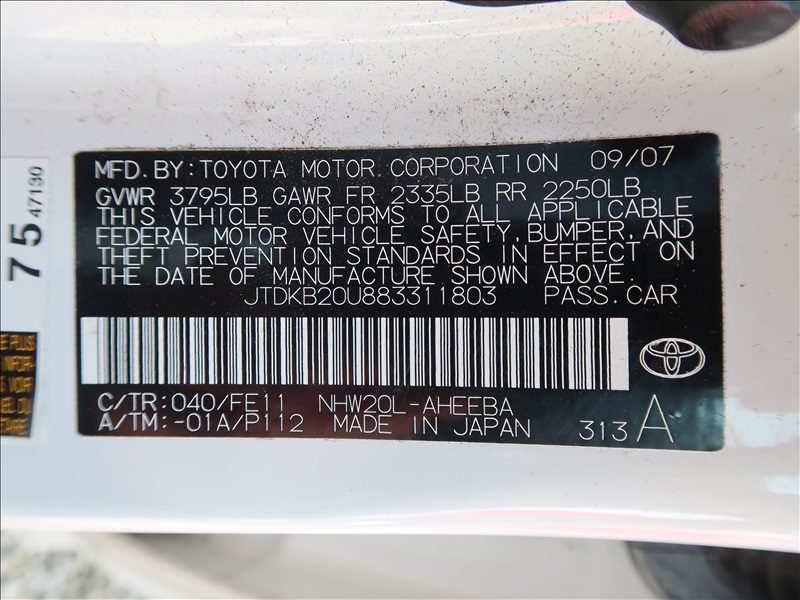 MFD.BY:TOYOTA MOTOR CORPORATION 09/07
GVWR 3795LB GAWR FR 2335LB RR 2250LB
THIS VEHICLE CONFORMS TO ALL APPLICABLE
FEDERAL MOTOR VEHICLE SAFETY, BUMPER, AND
THEFT PREVENTION STANDARDS IN EFFECT ON
THE DATE OF MANUFACTURE SHOWN ABOVE.
JTDKB20U883311803 PASS.CAR
C/TR:040/FE11 NHW20L-AHEEBA
A/TM:-01A/P112 MADE IN JAPAN 313 A
75
47130